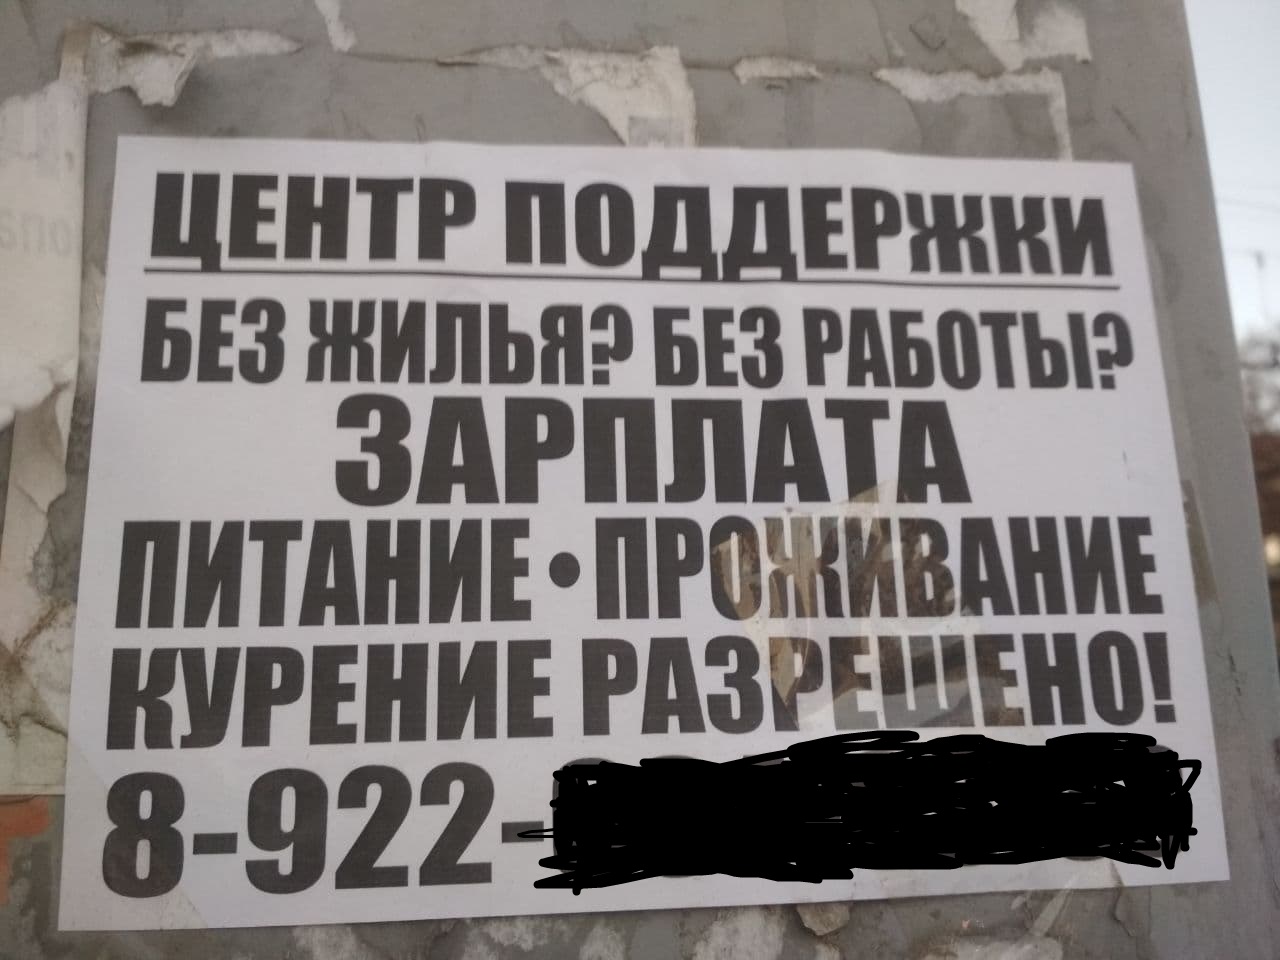 ЦЕНТР ПОДДЕРЖКИ
БЕЗ ЖИЛЬЯ? БЕЗ РАБОТЫ?
ЗАРПЛАТА
ПИТАНИЕ • ПРОЖИВАНИЕ
КУРЕНИЕ РАЗРЕШЕНО!
8-922-